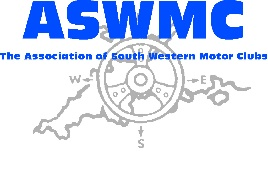 ASWMC
The Association of South Western Motor Clubs
W E
S